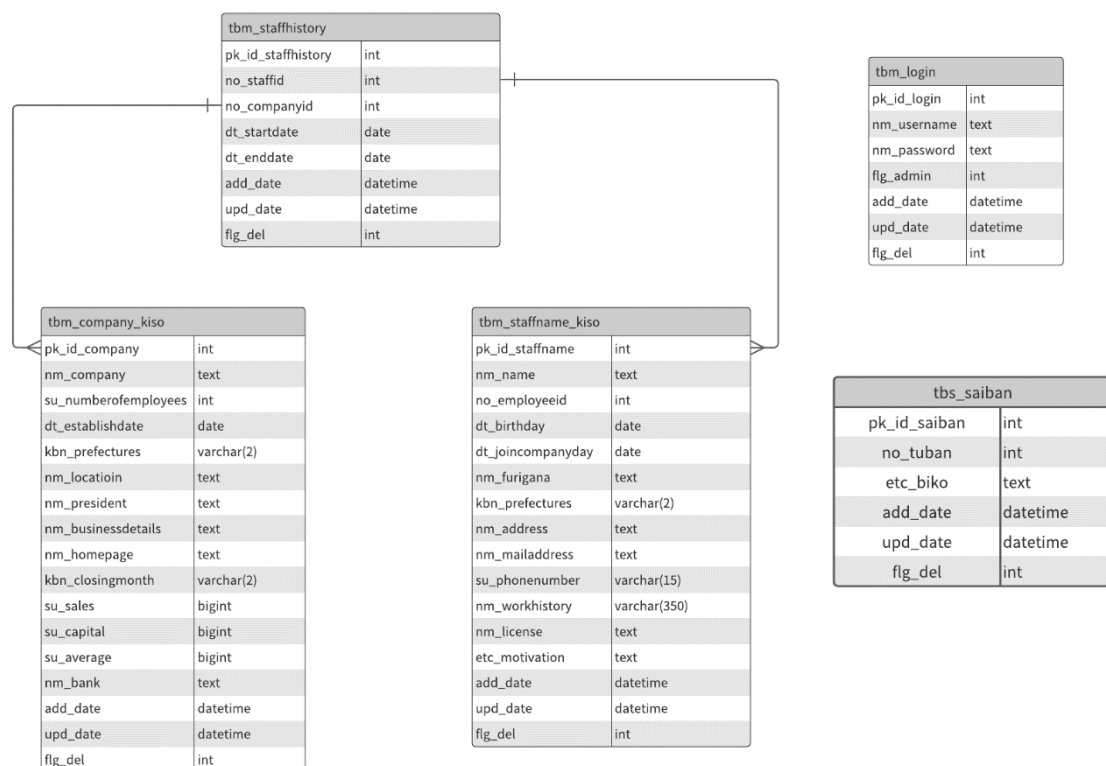 tbm_staffhistory
pk_id_staffhistory int
no_staffid int
no_companyid int
dt_startdate date
dt_enddate date
add_date datetime
upd_date datetime
flg_del int
tbm_login
pk_id_login int
nm_username text
nm_password text
flg_admin int
add_date datetime
upd_date datetime
flg_del int
tbm_company_kiso
pk_id_company int
nm_company text
su_numberofemployees int
dt_establishdate date
kbn_prefectures varchar(2)
nm_locatioin text
nm_president text
nm_businessdetails text
nm_homepage text
kbn_closingmonth varchar(2)
su_sales bigint
su_capital bigint
su_average bigint
nm_bank text
add_date datetime
upd_date datetime
flg_del int
tbm_staffname_kiso
pk_id_staffname int
nm_name text
no_employeeid int
dt_birthday date
dt_joincompanyday date
nm_furigana text
kbn_prefectures varchar(2)
nm_address text
nm_mailaddress text
su_phonenumber varchar(15)
nm_workhistory varchar(350)
nm_license text
etc_motivation text
add_date datetime
upd_date datetime
flg_del int
tbs_saiban
pk_id_saiban int
no_tuban int
etc_biko text
add_date datetime
upd_date datetime
flg_del int